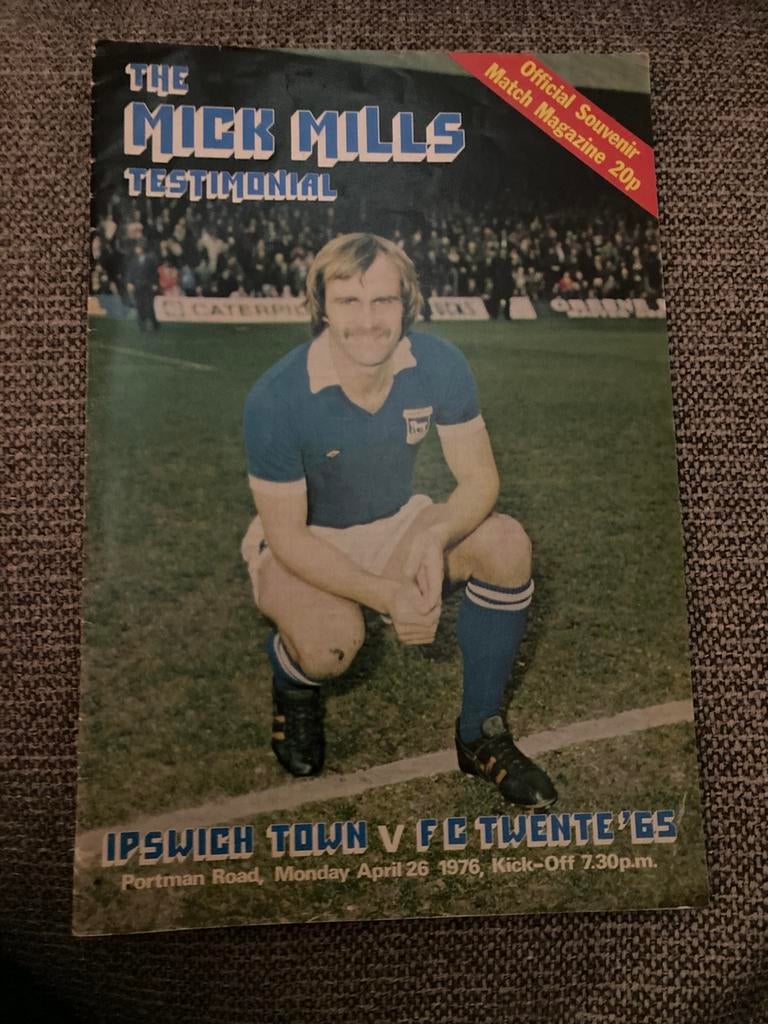 THE
MICK MILLS
TESTIMONIAL
Official Souvenir
Match Magazine 20p
IPSWICH TOWN V FC TWENTE '65
Portman Road, Monday April 26 1976, Kick-Off 7.30p.m.